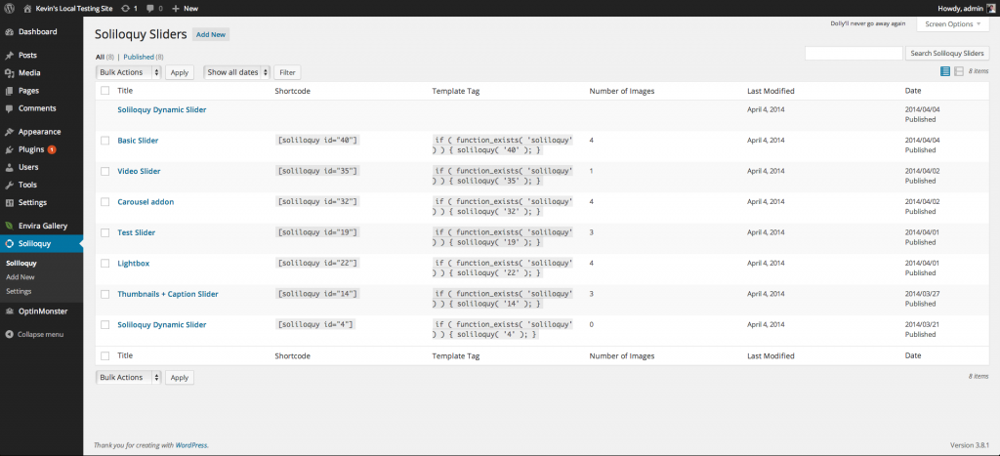 Kevin's Local Testing Site 1 0 New Howdy, admin
Dashboard
Posts
Media
Pages
Comments
Appearance
Plugins 1
Users
Tools
Settings
Envira Gallery
Soliloquy
Soliloquy
Add New
Settings
OptinMonster
Collapse menu
Dolly'll never go away again Screen Options
Soliloquy Sliders Add New
All (8) | Published (8) Search Soliloquy Sliders
Bulk Actions Apply Show all dates Filter 8 items
Title Shortcode Template Tag Number of Images Last Modified Date
Soliloquy Dynamic Slider April 4, 2014 2014/04/04
Published
Basic Slider [soliloquy id="40"] if ( function_exists( 'soliloquy' 4 April 4, 2014 2014/04/04
) ) { soliloquy( '40' ); } Published
Video Slider [soliloquy id="35"] if ( function_exists( 'soliloquy' 1 April 4, 2014 2014/04/02
) ) { soliloquy( '35' ); } Published
Carousel addon [soliloquy id="32"] if ( function_exists( 'soliloquy' 4 April 4, 2014 2014/04/02
) ) { soliloquy( '32' ); } Published
Test Slider [soliloquy id="19"] if ( function_exists( 'soliloquy' 3 April 4, 2014 2014/04/01
) ) { soliloquy( '19' ); } Published
Lightbox [soliloquy id="22"] if ( function_exists( 'soliloquy' 4 April 4, 2014 2014/04/01
) ) { soliloquy( '22' ); } Published
Thumbnails + Caption Slider [soliloquy id="14"] if ( function_exists( 'soliloquy' 3 April 4, 2014 2014/03/27
) ) { soliloquy( '14' ); } Published
Soliloquy Dynamic Slider [soliloquy id="4"] if ( function_exists( 'soliloquy' 0 April 4, 2014 2014/03/21
) ) { soliloquy( '4' ); } Published
Title Shortcode Template Tag Number of Images Last Modified Date
Bulk Actions Apply 8 items
Thank you for creating with WordPress. Version 3.8.1